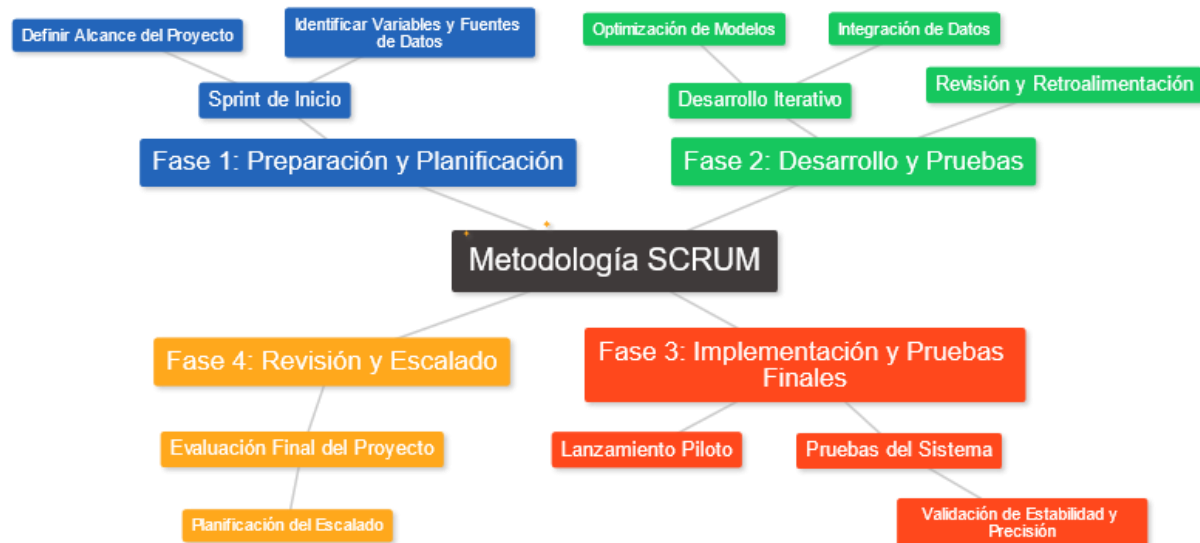 Definir Alcance del Proyecto
Identificar Variables y Fuentes
de Datos
Sprint de Inicio
Fase 1: Preparación y Planificación
Optimización de Modelos
Integración de Datos
Desarrollo Iterativo
Revisión y Retroalimentación
Fase 2: Desarrollo y Pruebas
Metodología SCRUM
Fase 4: Revisión y Escalado
Evaluación Final del Proyecto
Planificación del Escalado
Fase 3: Implementación y Pruebas
Finales
Lanzamiento Piloto
Pruebas del Sistema
Validación de Estabilidad y
Precisión